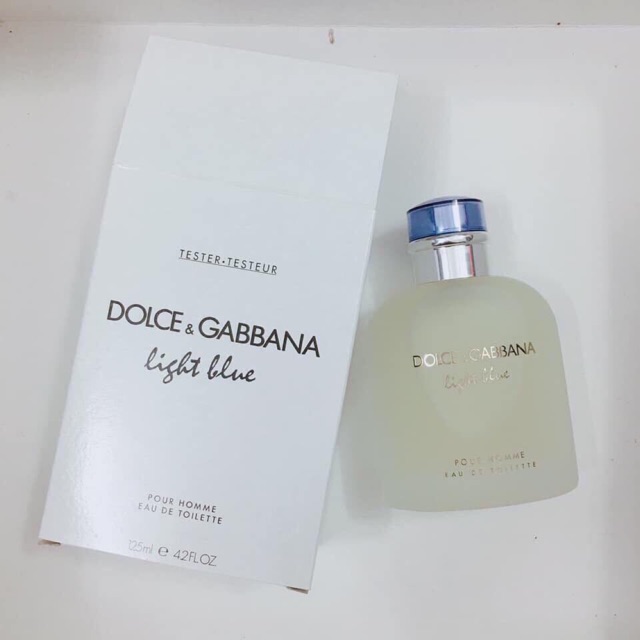 TESTER•TESTEUR
DOLCE & GABBANA
light blue
POUR HOMME
EAU DE TOILETTE
125ml e 4.2FL.OZ
DOLCE & GABBANA
light blue
POUR HOMME
EAU DE TOILETTE